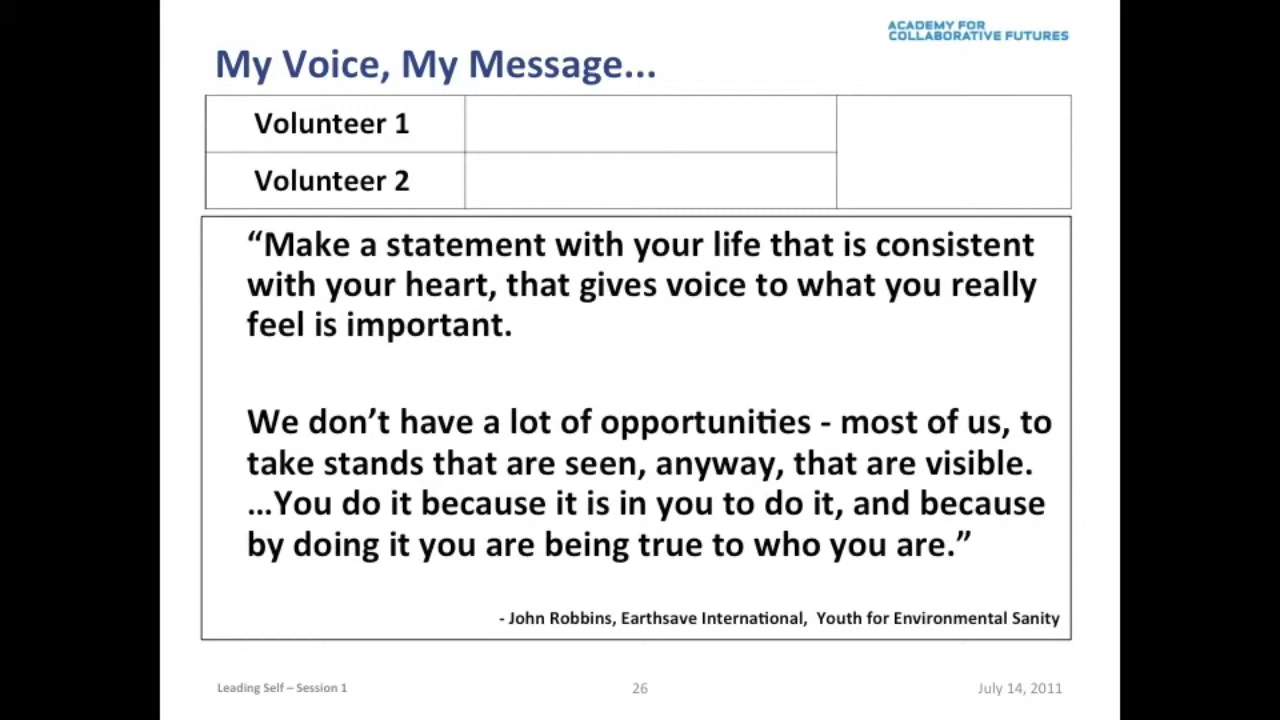 ACADEMY FOR
COLLABORATIVE FUTURES
My Voice, My Message...
Volunteer 1
Volunteer 2
“Make a statement with your life that is consistent
with your heart, that gives voice to what you really
feel is important.
We don’t have a lot of opportunities - most of us, to
take stands that are seen, anyway, that are visible.
…You do it because it is in you to do it, and because
by doing it you are being true to who you are.”
- John Robbins, Earthsave International,  Youth for Environmental Sanity
Leading Self – Session 1
26
July 14, 2011